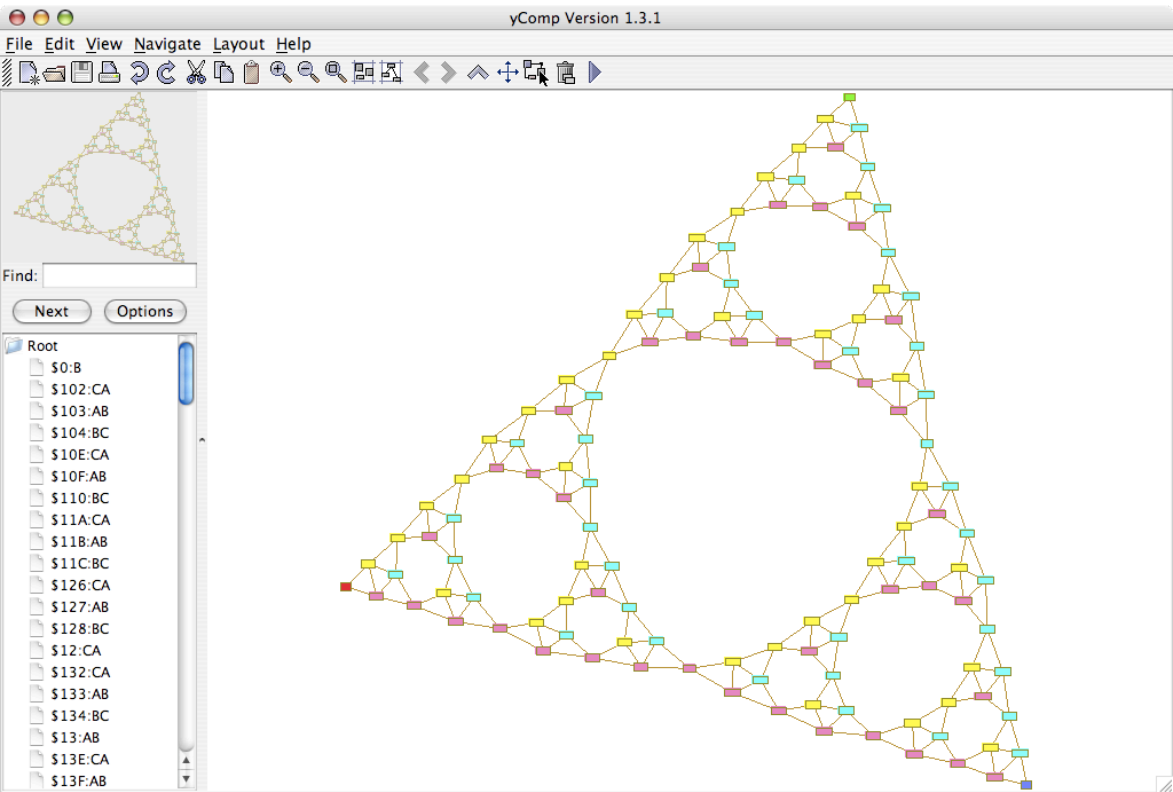 yComp Version 1.3.1
File Edit View Navigate Layout Help
Find:
Next Options
Root
$0:B
$102:CA
$103:AB
$104:BC
$10E:CA
$10F:AB
$110:BC
$11A:CA
$11B:AB
$11C:BC
$126:CA
$127:AB
$128:BC
$12:CA
$132:CA
$133:AB
$134:BC
$13:AB
$13E:CA
$13F:AB